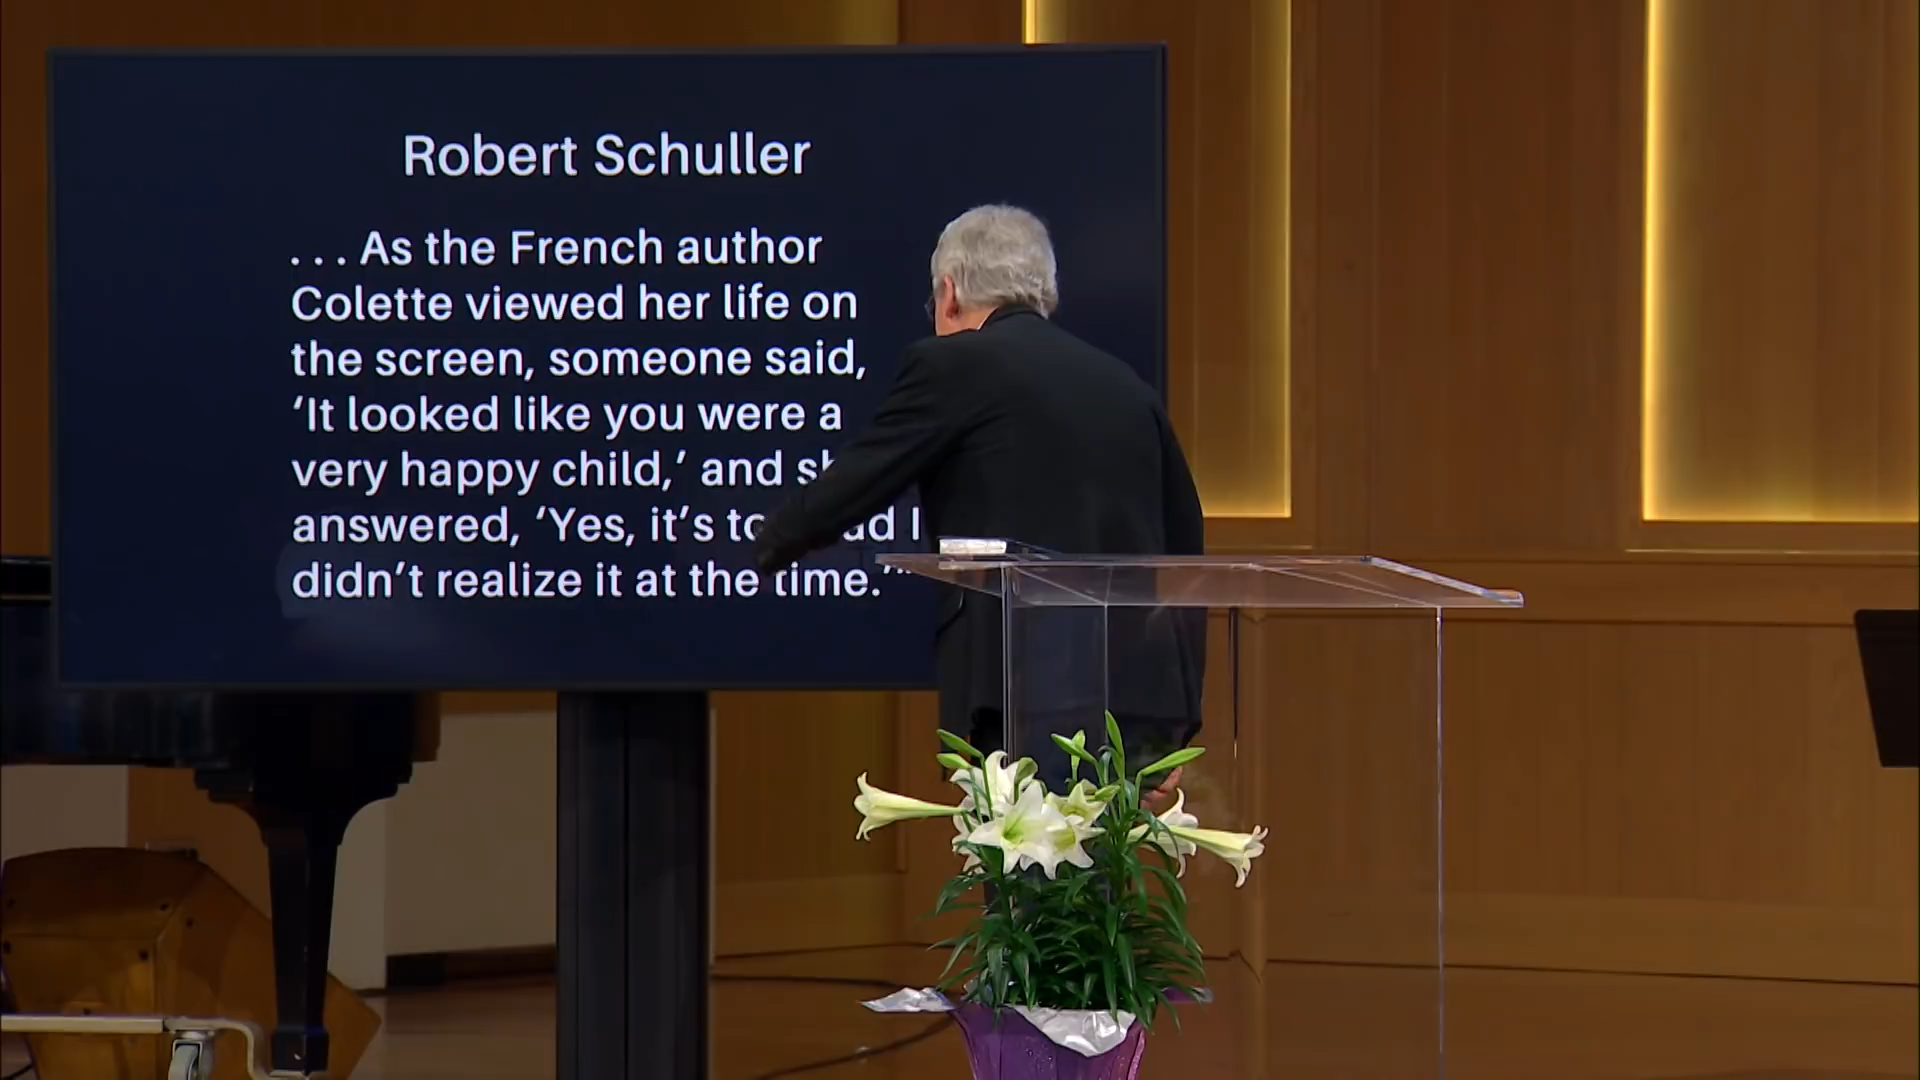 Robert Schuller
. . . As the French author
Colette viewed her life on
the screen, someone said,
‘It looked like you were a
very happy child,’ and
answered, ‘Yes, it’s I
didn’t realize it at the time.’”